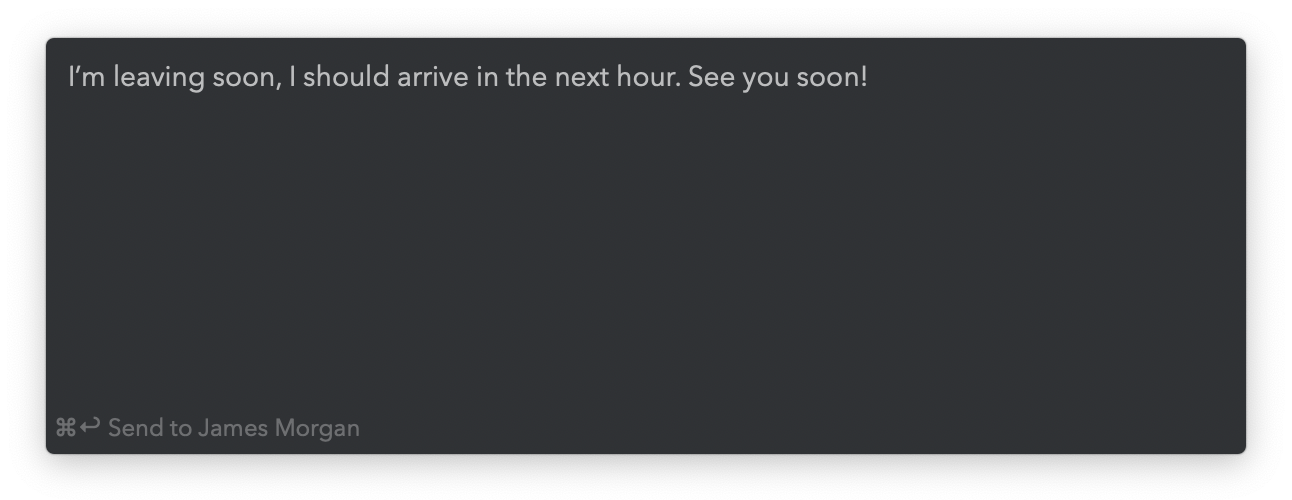 I’m leaving soon, I should arrive in the next hour. See you soon!
⌘↩ Send to James Morgan